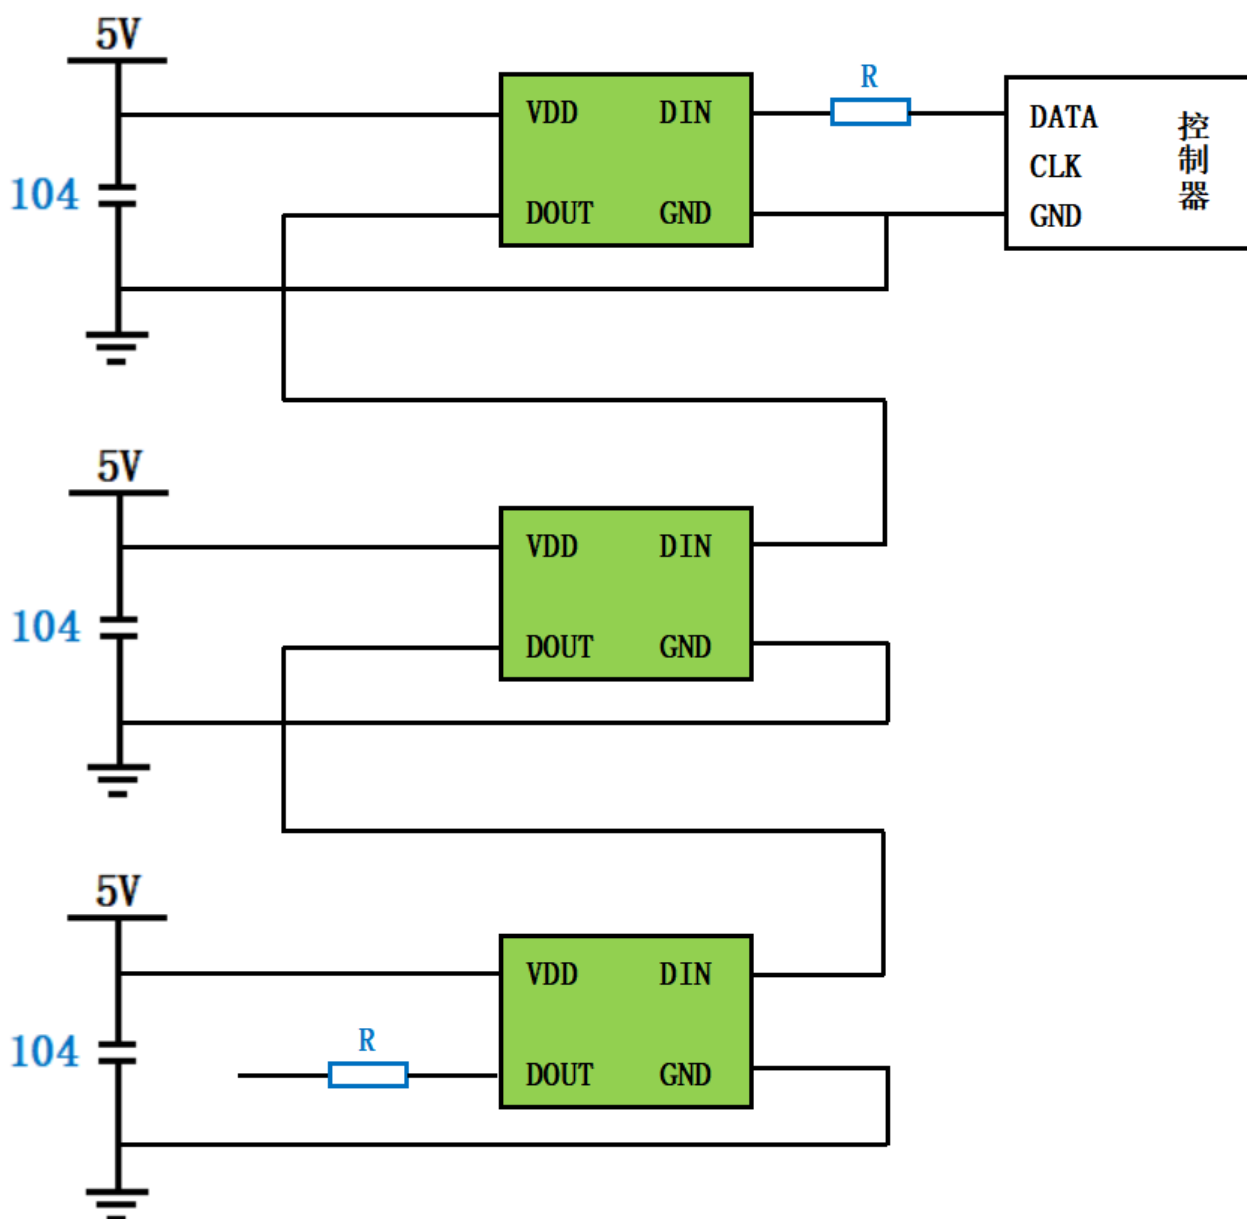 5V
R
VDD DIN
DATA
控制器
104
CLK
DOUT GND
GND
5V
VDD DIN
104
DOUT GND
5V
VDD DIN
104
R
DOUT GND